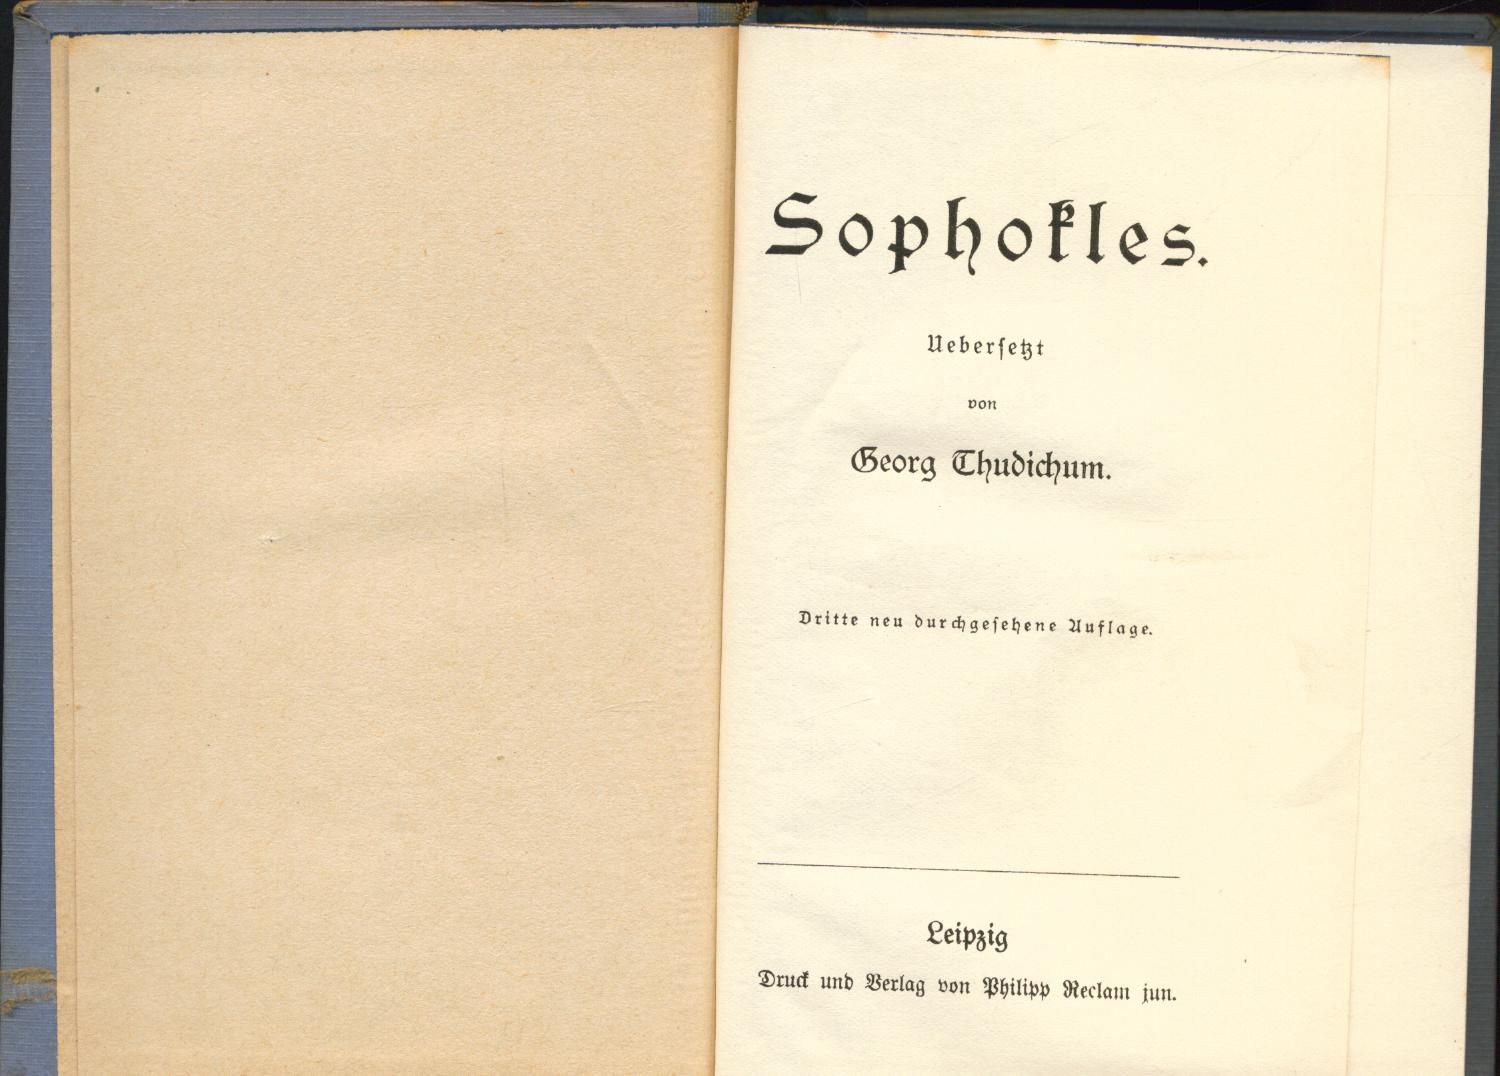 Sophokles.
Uebersetzt
von
Georg Thudichum.
Dritte neu durchgesehene Auflage.
Leipzig
Druck und Verlag von Philipp Reclam jun.